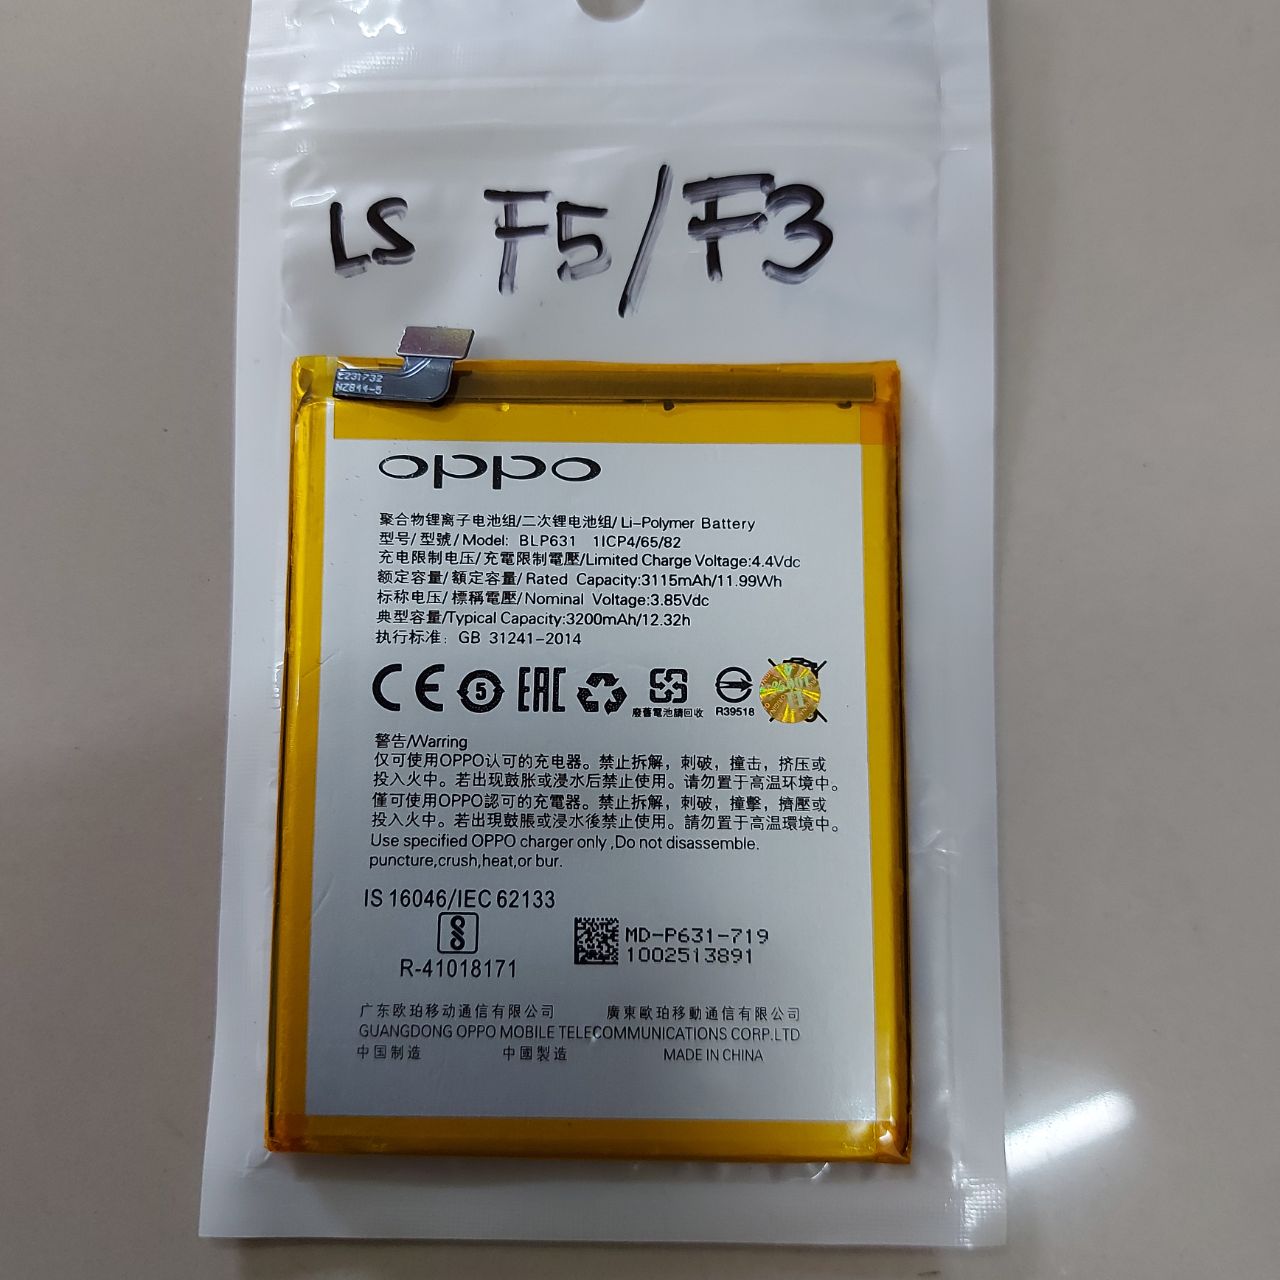 LS F5/F3
E231732
NZ844-5
oppo
聚合物锂离子电池组/二次锂电池组/ Li-Polymer Battery
型号/ 型號/ Model: BLP631 1ICP4/65/82
充电限制电压/ 充電限制電壓/Limited Charge Voltage:4.4Vdc
额定容量/ 額定容量/ Rated Capacity:3115mAh/11.99Wh
标称电压/ 標稱電壓/ Nominal Voltage:3.85Vdc
典型容量/Typical Capacity:3200mAh/12.32h
执行标准: GB 31241-2014
CE 5 EAC
廢舊電池請回收 R39518
警告/Warring
仅可使用OPPO认可的充电器。禁止拆解，刺破，撞击，挤压或
投入火中。若出现鼓胀或浸水后禁止使用。请勿置于高温环境中。
僅可使用OPPO認可的充電器。禁止拆解，刺破，撞擊，擠壓或
投入火中。若出現鼓脹或浸水後禁止使用。請勿置于高温環境中。
Use specified OPPO charger only ,Do not disassemble.
puncture,crush,heat,or bur.
IS 16046/IEC 62133
R-41018171
MD-P631-719
1002513891
广东欧珀移动通信有限公司 廣東歐珀移動通信有限公司
GUANGDONG OPPO MOBILE TELECOMMUNICATIONS CORP.LTD
中国制造 中國製造 MADE IN CHINA